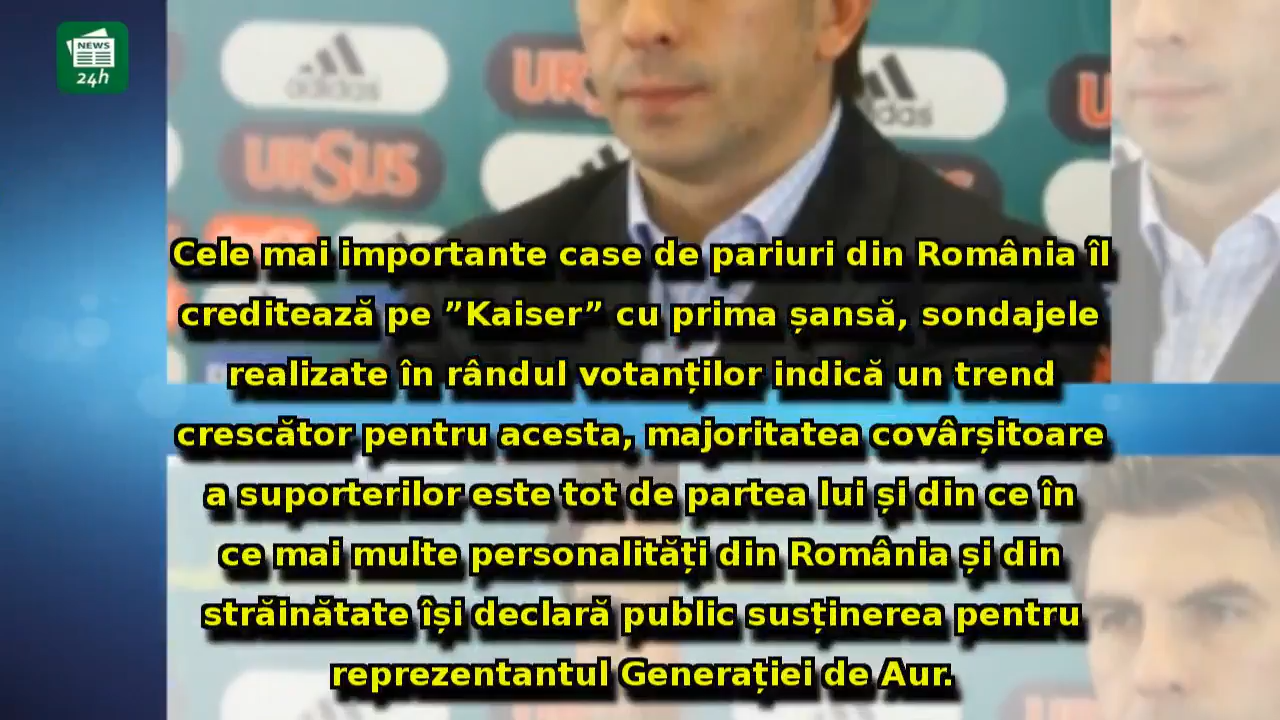 NEWS
24h
adidas
URSUS
URSUS
Cele mai importante case de pariuri din România îl
creditează pe ”Kaiser” cu prima șansă, sondajele
realizate în rândul votanților indică un trend
crescător pentru acesta, majoritatea covârșitoare
a suporterilor este tot de partea lui și din ce în
ce mai multe personalități din România și din
străinătate își declară public susținerea pentru
reprezentantul Generației de Aur.